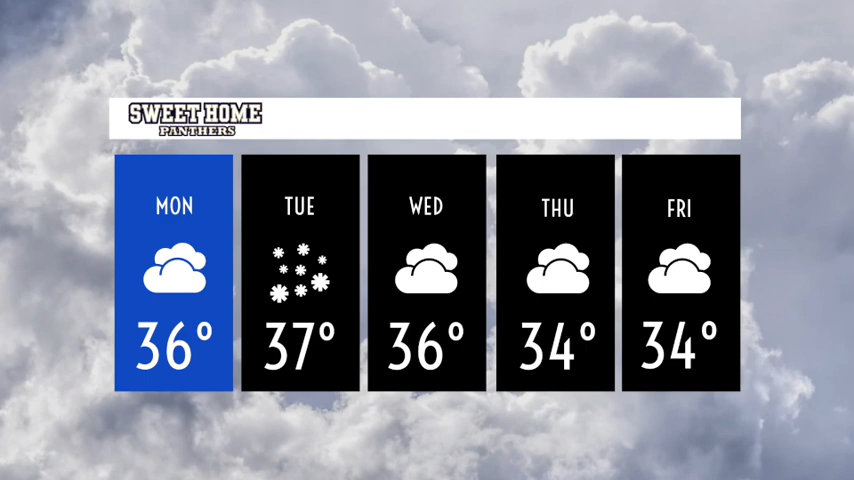 SWEET HOME
PANTHERS
MON
TUE
WED
THU
FRI
36°
37°
36°
34°
34°